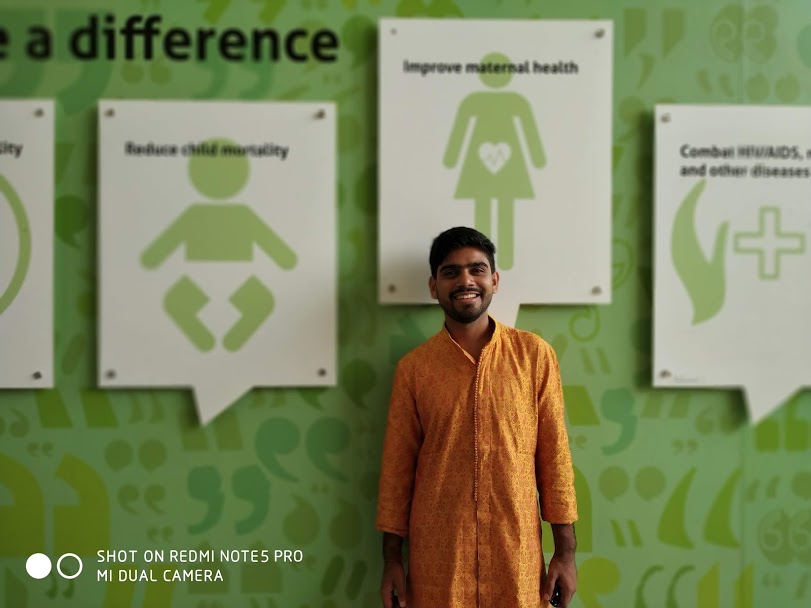 e a difference
Improve maternal health
Reduce child mortality
Combat HIV/AIDS,
and other diseases
SHOT ON REDMI NOTE5 PRO
MI DUAL CAMERA